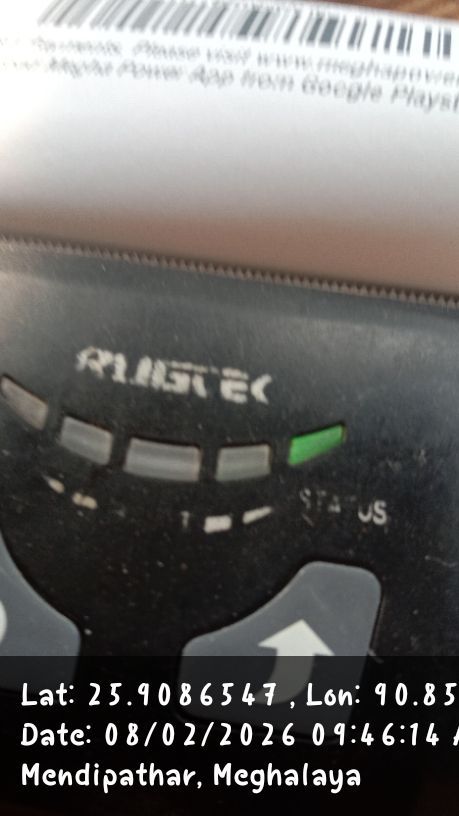 Please visit www.meghapower
Power App from Google Playst
RUGTEK
STATUS
Lat: 25.9086547 , Lon: 90.85
Date: 08/02/2026 09:46:14 A
Mendipathar, Meghalaya